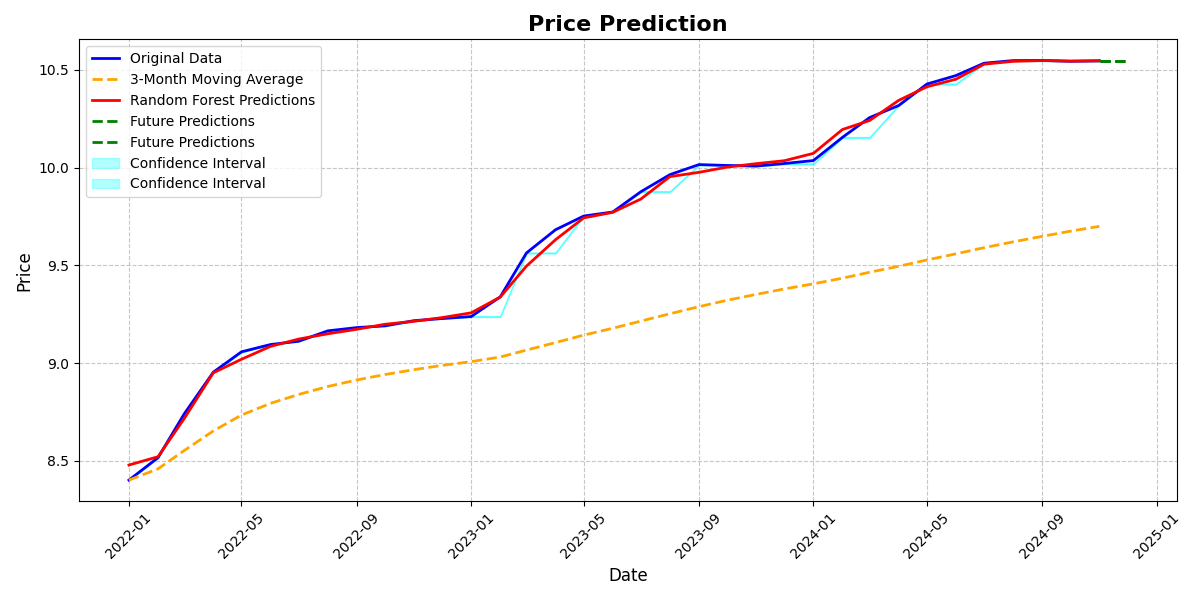 Price Prediction
Original Data
3-Month Moving Average
Random Forest Predictions
Future Predictions
Future Predictions
Confidence Interval
Confidence Interval
10.5
10.0
9.5
9.0
8.5
Price
2022-01
2022-05
2022-09
2023-01
2023-05
2023-09
2024-01
2024-05
2024-09
2025-01
Date